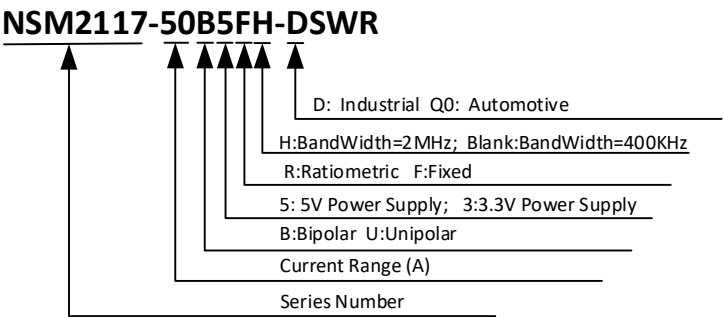 NSM2117-50B5FH-DSWR
D: Industrial Q0: Automotive
H:BandWidth=2MHz; Blank:BandWidth=400KHz
R:Ratiometric F:Fixed
5: 5V Power Supply; 3:3.3V Power Supply
B:Bipolar U:Unipolar
Current Range (A)
Series Number